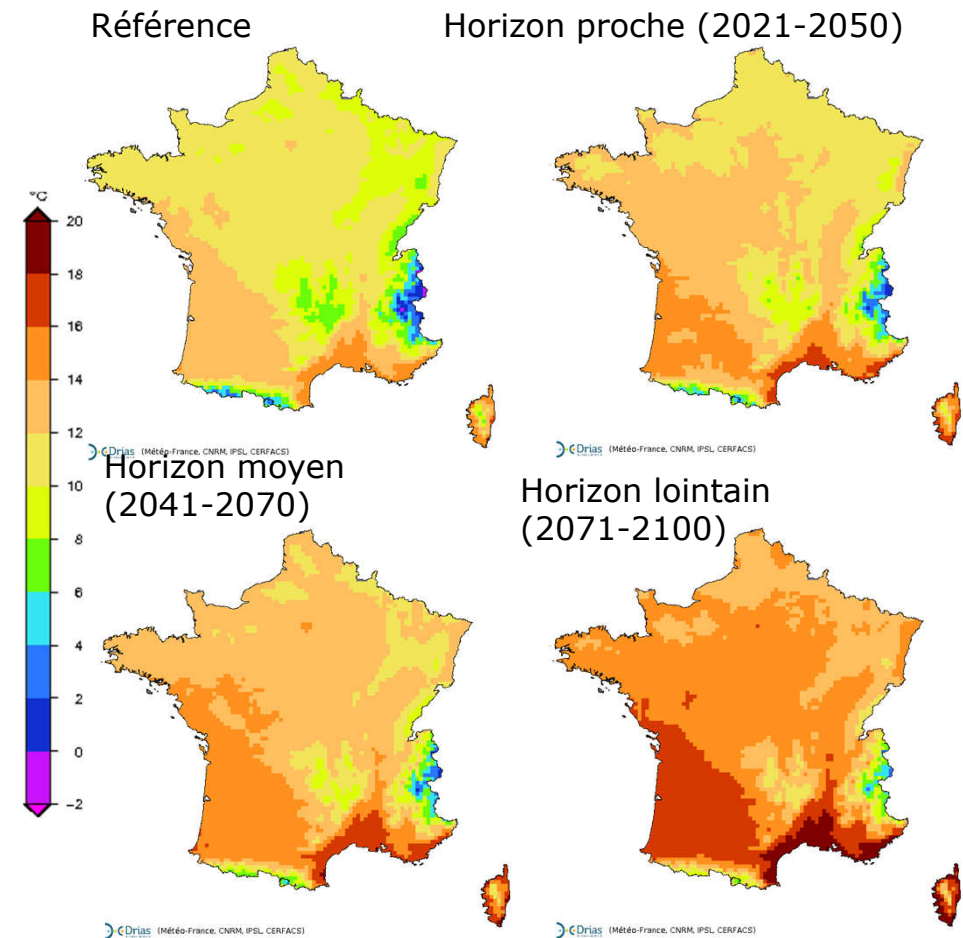 Référence
Horizon proche (2021-2050)
°C
20
18
16
14
12
10
8
6
4
2
0
-2
Drias (Météo-France, CNRM, IPSL, CERFACS)
Drias (Météo-France, CNRM, IPSL, CERFACS)
Horizon moyen
(2041-2070)
Horizon lointain
(2071-2100)
Drias (Météo-France, CNRM, IPSL, CERFACS)
Drias (Météo-France, CNRM, IPSL, CERFACS)